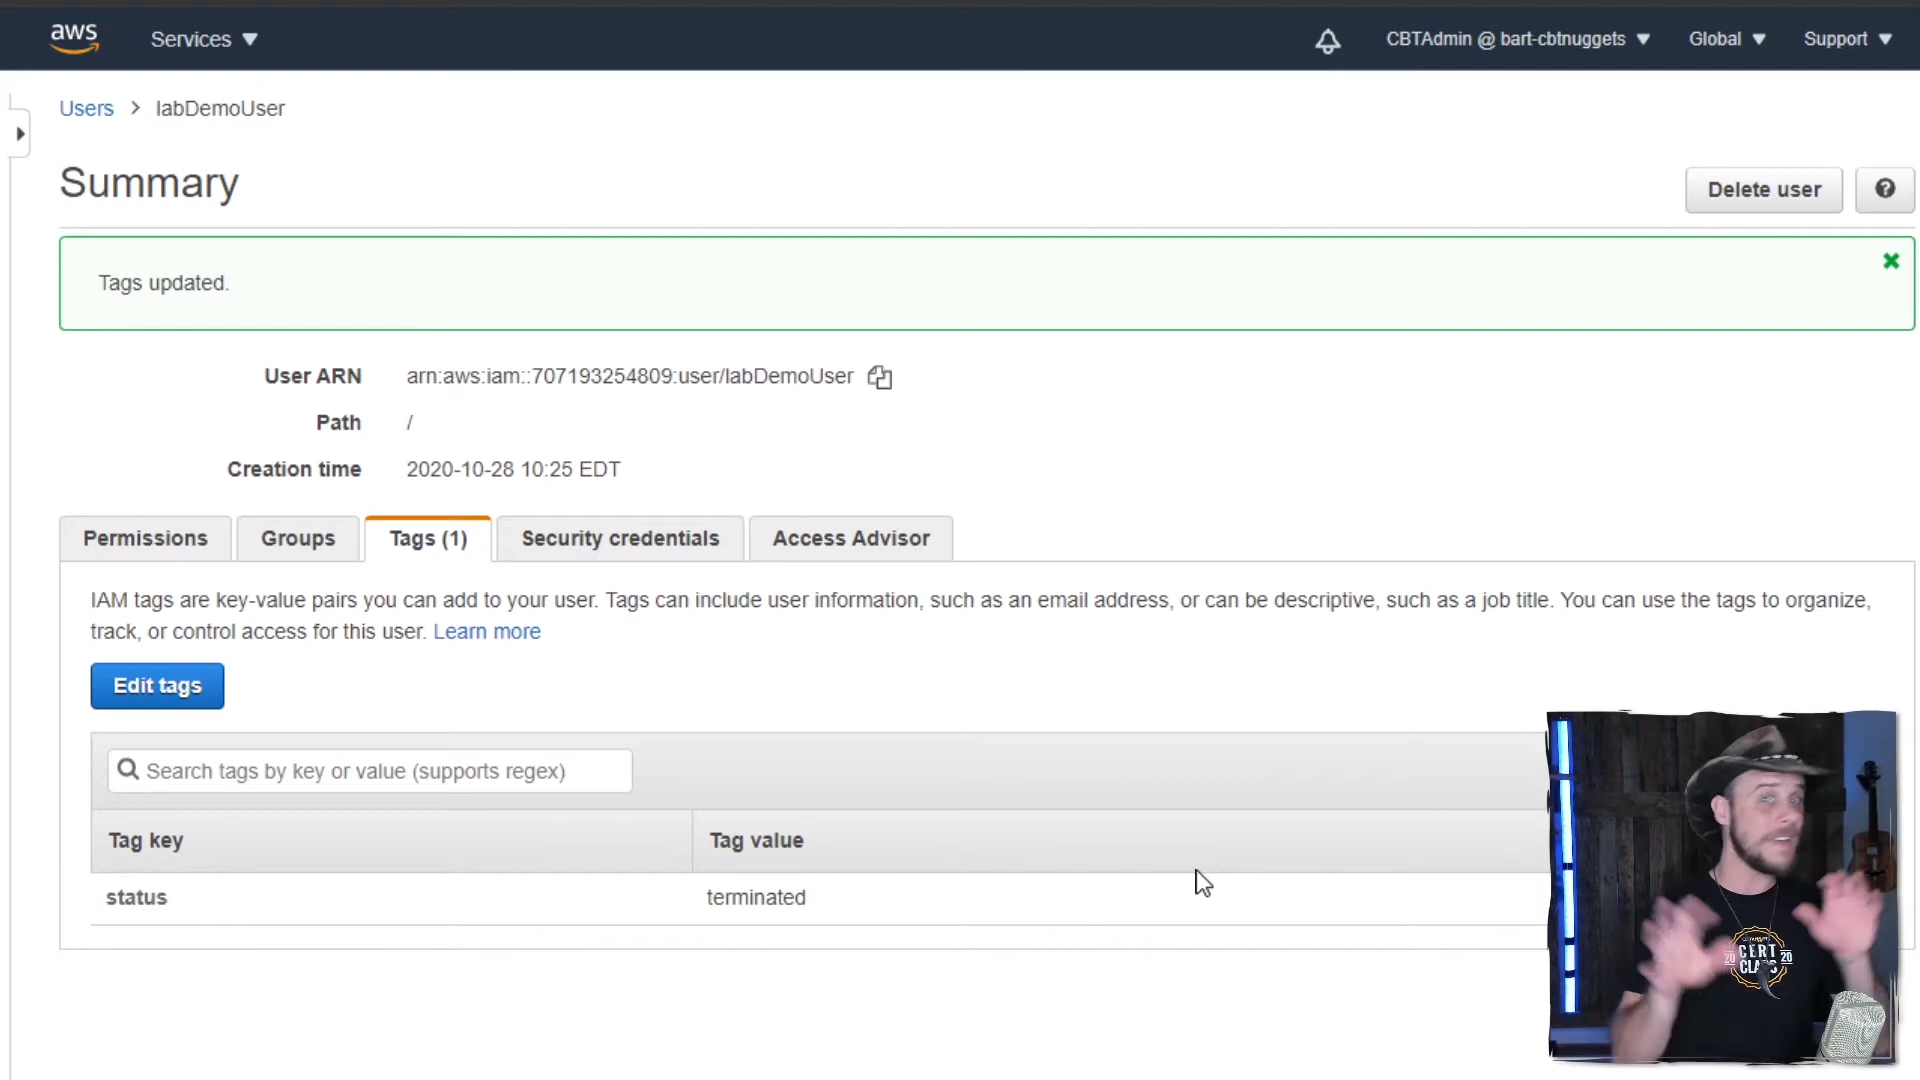 aws
Services
CBTAdmin @ bart-cbtnuggets
Global
Support
Users > labDemoUser
Summary
Delete user
Tags updated.
User ARN arn:aws:iam::707193254809:user/labDemoUser
Path /
Creation time 2020-10-28 10:25 EDT
Permissions
Groups
Tags (1)
Security credentials
Access Advisor
IAM tags are key-value pairs you can add to your user. Tags can include user information, such as an email address, or can be descriptive, such as a job title. You can use the tags to organize,
track, or control access for this user. Learn more
Edit tags
Search tags by key or value (supports regex)
Tag key Tag value
status terminated
CERT
20 20